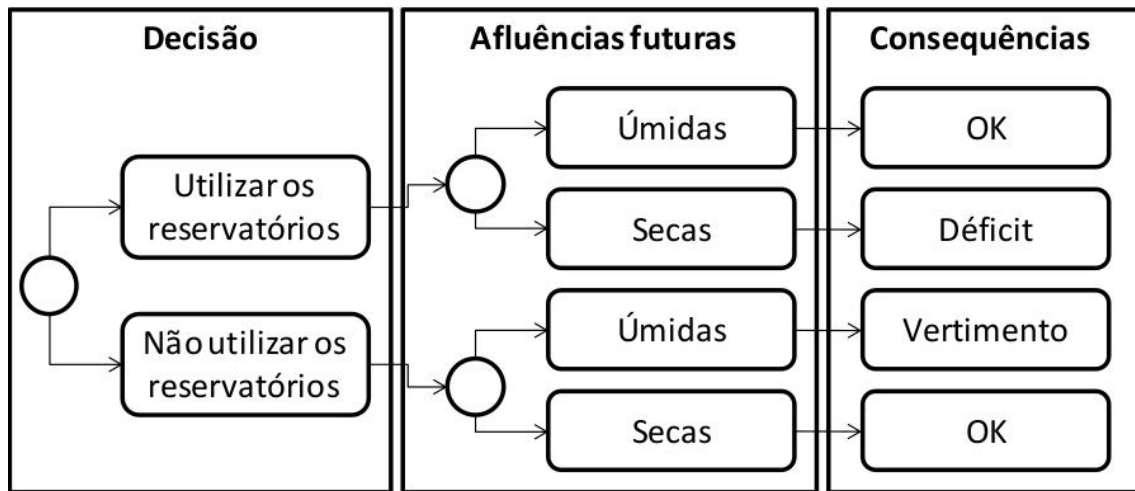 Decisão
Afluências futuras
Consequências
Utilizar os
reservatórios
Não utilizar os
reservatórios
Úmidas
Secas
Úmidas
Secas
OK
Déficit
Vertimento
OK